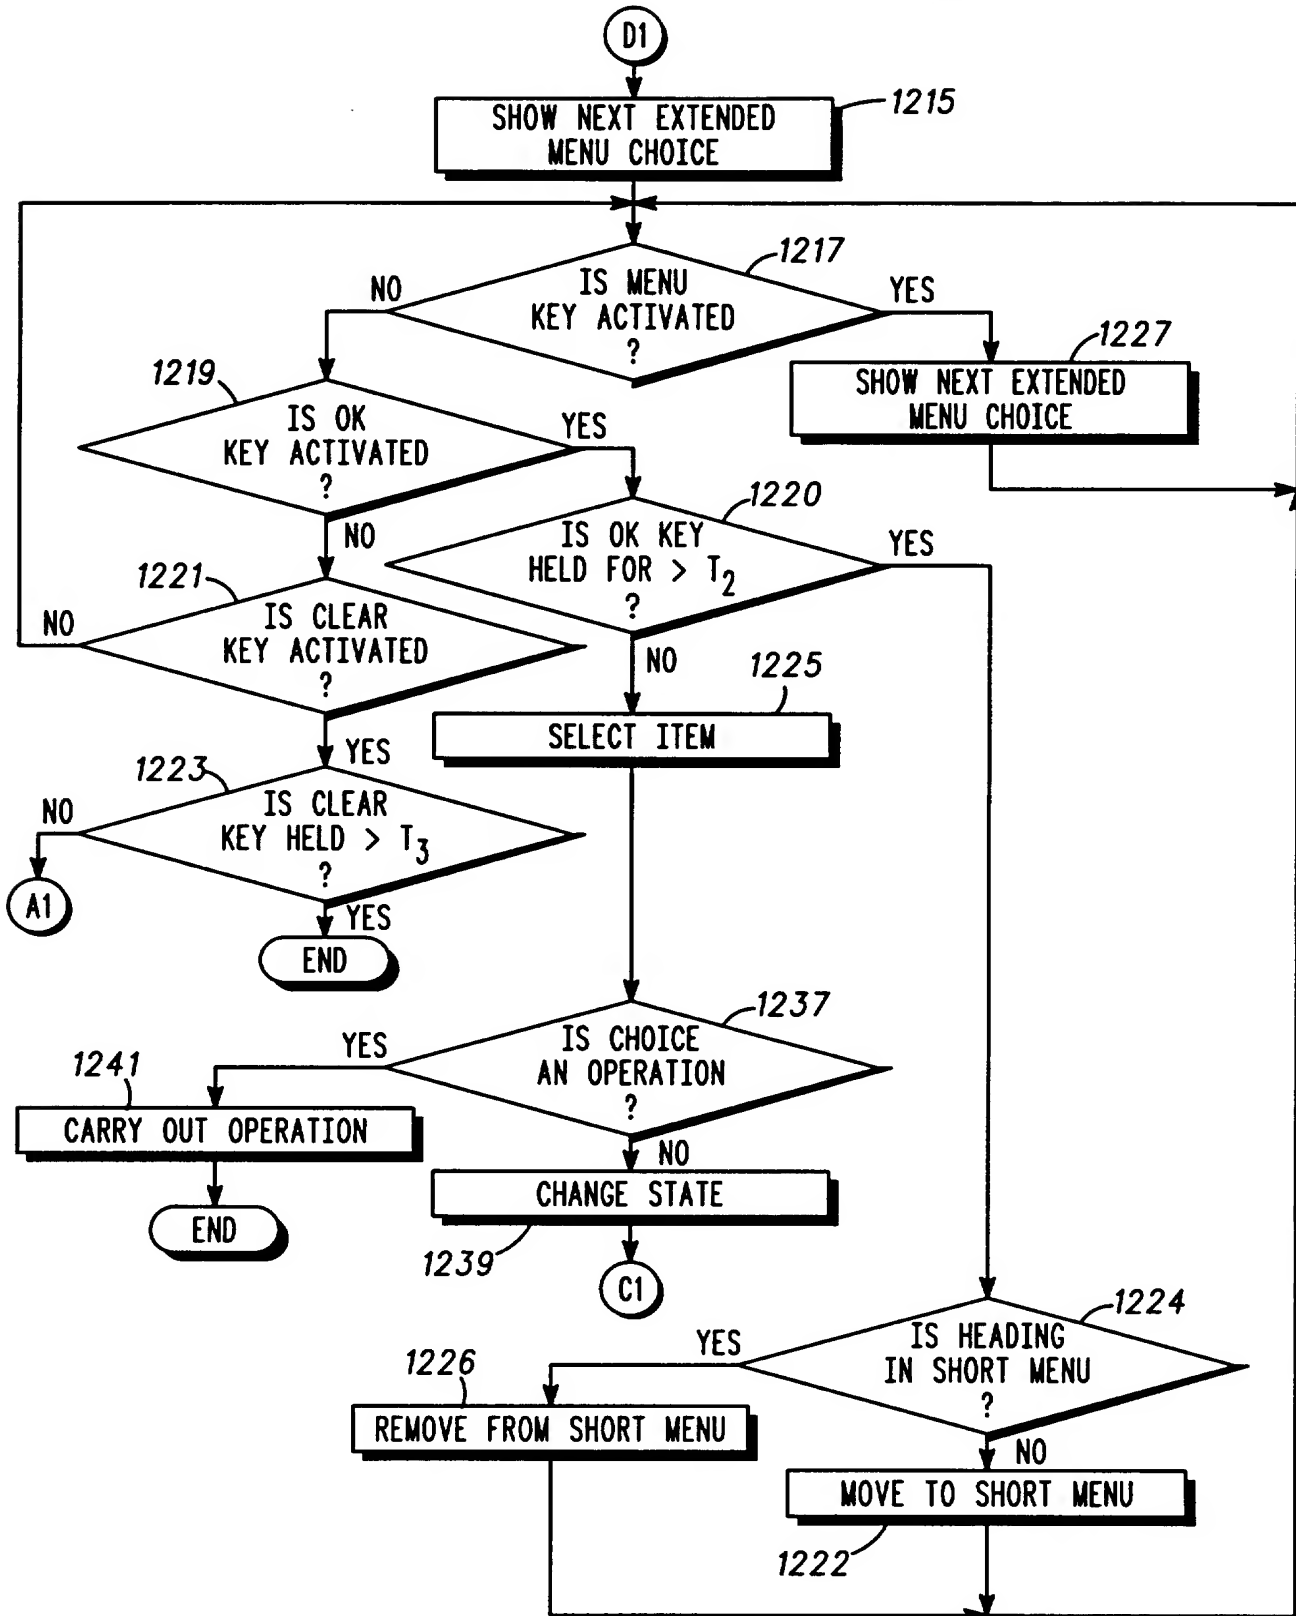 D1
SHOW NEXT EXTENDED
MENU CHOICE
1215
IS MENU
KEY ACTIVATED
?
1217
NO
YES
SHOW NEXT EXTENDED
MENU CHOICE
1227
1219
IS OK
KEY ACTIVATED
?
YES
NO
1220
IS OK KEY
HELD FOR > T2
?
YES
NO
1221
IS CLEAR
KEY ACTIVATED
?
NO
YES
1225
SELECT ITEM
1223
IS CLEAR
KEY HELD > T3
?
NO
A1
YES
END
1237
IS CHOICE
AN OPERATION
?
YES
1241
CARRY OUT OPERATION
END
NO
CHANGE STATE
1239
C1
1224
IS HEADING
IN SHORT MENU
?
YES
1226
REMOVE FROM SHORT MENU
NO
MOVE TO SHORT MENU
1222